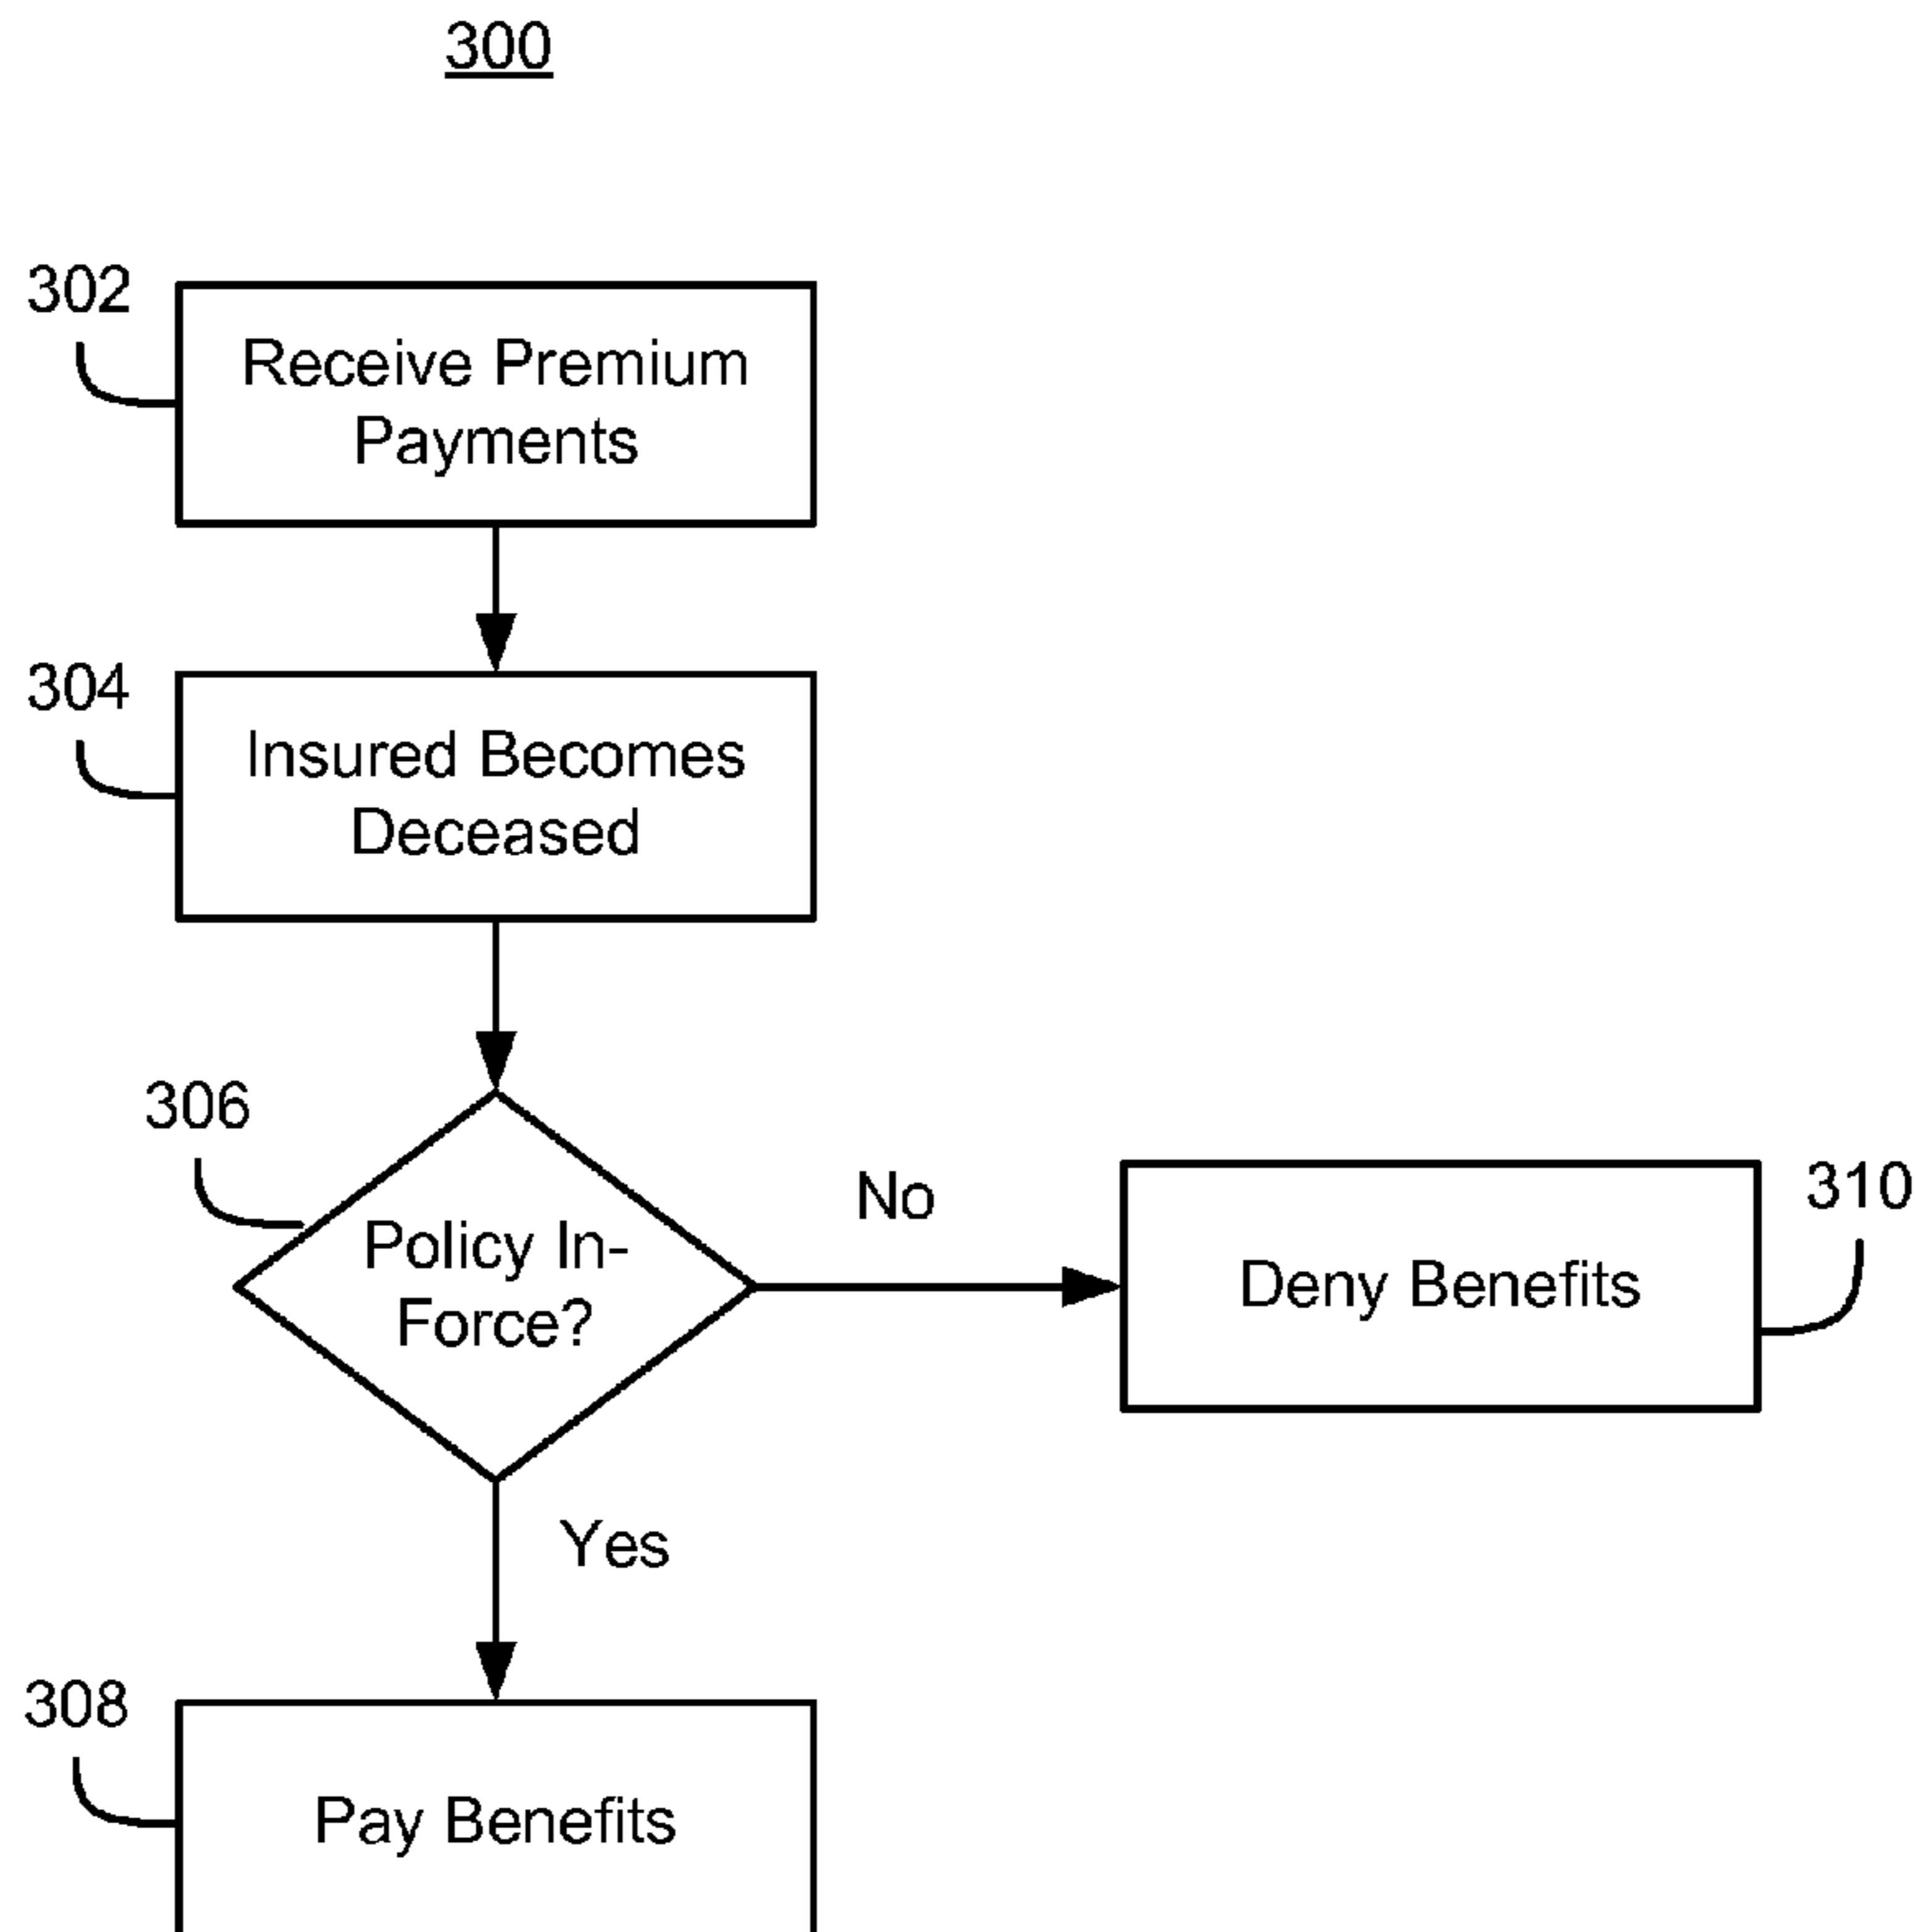 300
302
Receive Premium
Payments
304
Insured Becomes
Deceased
306
Policy In-
Force?
No
310
Deny Benefits
Yes
308
Pay Benefits